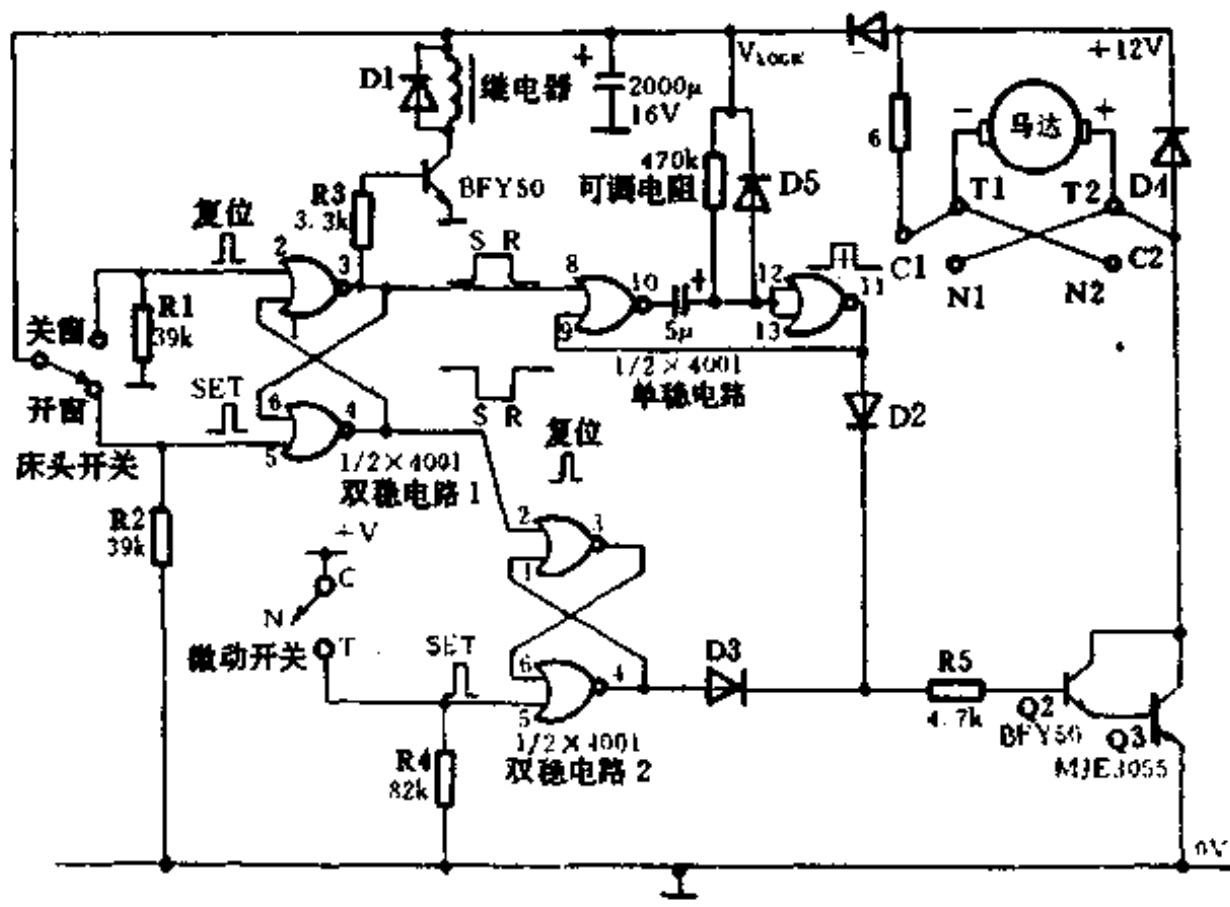 +12V
D1
继电器
+
2000μ
16V
-
+
马达
6
470k
可调电阻
D5
T1
T2
D4
BFY50
R3
3.3k
复位
2
3
S R
8
10
+
12
11
C1
C2
N1
N2
R1
39k
关窗
开窗
床头开关
9
5μ
13
1/2×4001
单稳电路
SET
6
4
5
S R
复位
D2
1/2×4001
双稳电路 1
R2
39k
+V
C
N
T
微动开关
2
3
1
SET
6
4
5
D3
R5
4.7k
Q2
BFY50
Q3
MJE3055
1/2×4001
双稳电路 2
R4
82k
0V